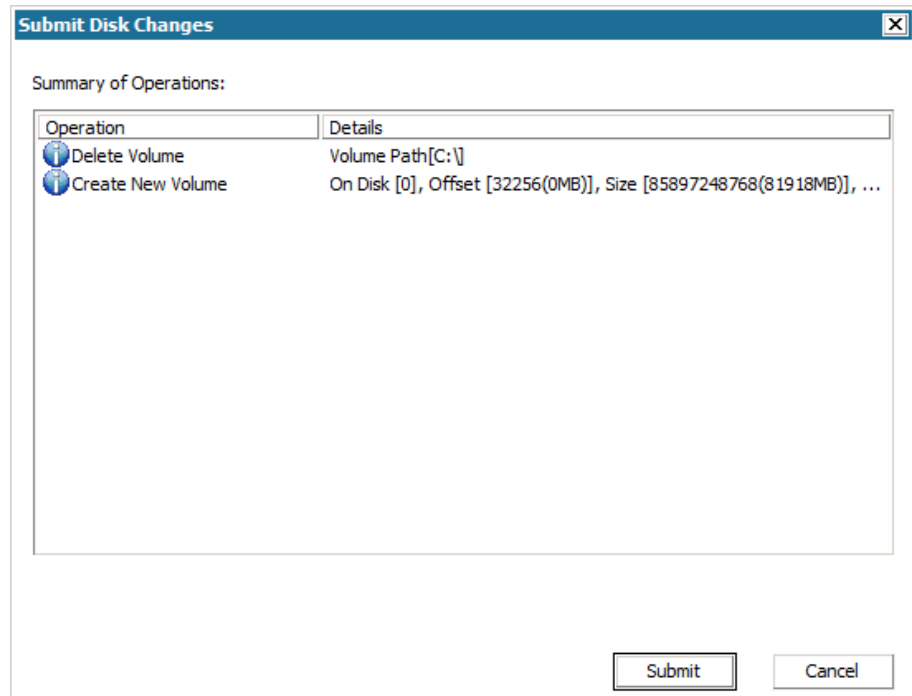 Submit Disk Changes
Summary of Operations:
Operation Details
Delete Volume Volume Path[C:\]
Create New Volume On Disk [0], Offset [32256(0MB)], Size [85897248768(81918MB)], ...
Submit Cancel